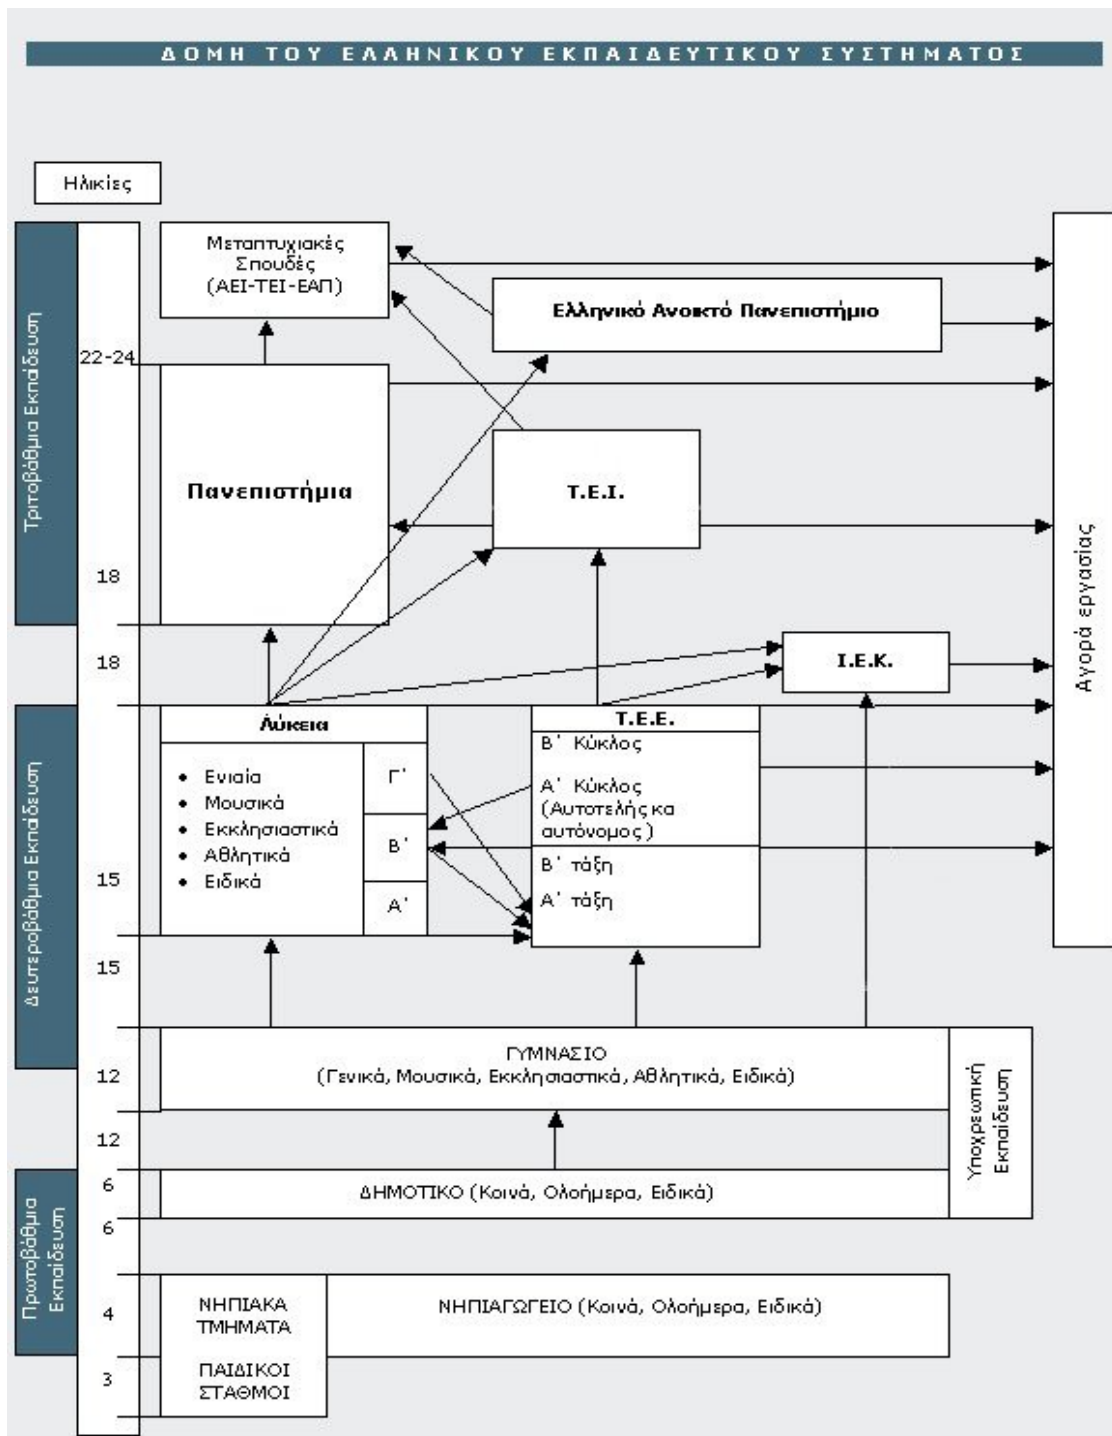 ΔΟΜΗ ΤΟΥ ΕΛΛΗΝΙΚΟΥ ΕΚΠΑΙΔΕΥΤΙΚΟΥ ΣΥΣΤΗΜΑΤΟΣ
Ηλικίες
Τριτοβάθμια Εκπάιδευση
22-24
18
18
Μεταπτυχιακές
Σπουδές
(ΑΕΙ-ΤΕΙ-ΕΑΠ)
Ελληνικό Ανοικτό Πανεπιστήμιο
Πανεπιστήμια
Τ.Ε.Ι.
Ι.Ε.Κ.
Αγορά εργασίας
Δευτεροβάθμια Εκπαίδευση
15
15
12
12
Λύκεια
• Ενιαία
• Μουσικά
• Εκκλησιαστικά
• Αθλητικά
• Ειδικά
Γ΄
Β΄
Α΄
Τ.Ε.Ε.
Β΄ Κύκλος
Α΄ Κύκλος
(Αυτοτελής κα
αυτόνομος )
Β΄ τάξη
Α΄ τάξη
ΓΥΜΝΑΣΙΟ
(Γενικά, Μουσικά, Εκκλησιαστικά, Αθλητικά, Ειδικά)
Υποχρεωτική
Εκπαίδευση
Πρωτοβάθμια
Εκπαίδευση
6
6
4
3
ΔΗΜΟΤΙΚΟ (Κοινά, Ολοήμερα, Ειδικά)
ΝΗΠΙΑΚΑ
ΤΜΗΜΑΤΑ
ΝΗΠΙΑΓΩΓΕΙΟ (Κοινά, Ολοήμερα, Ειδικά)
ΠΑΙΔΙΚΟΙ
ΣΤΑΘΜΟΙ